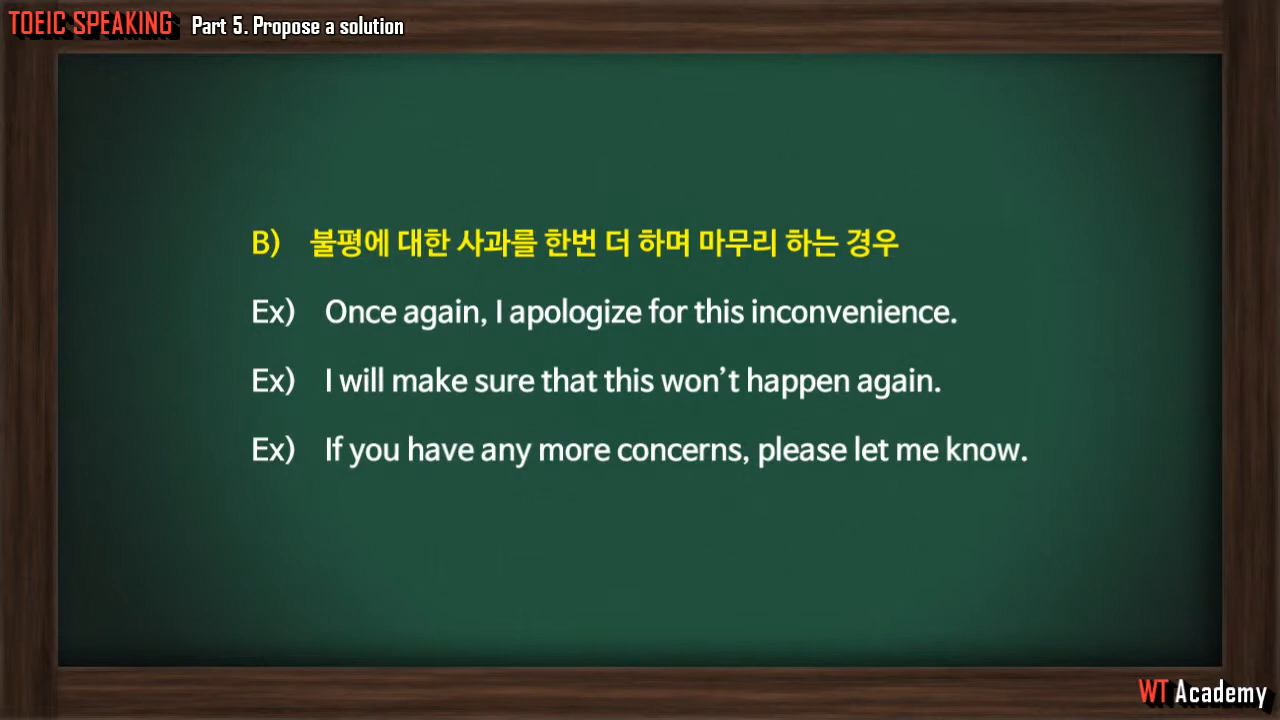 TOEIC SPEAKING Part 5. Propose a solution
B) 불평에 대한 사과를 한번 더 하며 마무리 하는 경우
Ex) Once again, I apologize for this inconvenience.
Ex) I will make sure that this won’t happen again.
Ex) If you have any more concerns, please let me know.
WT Academy